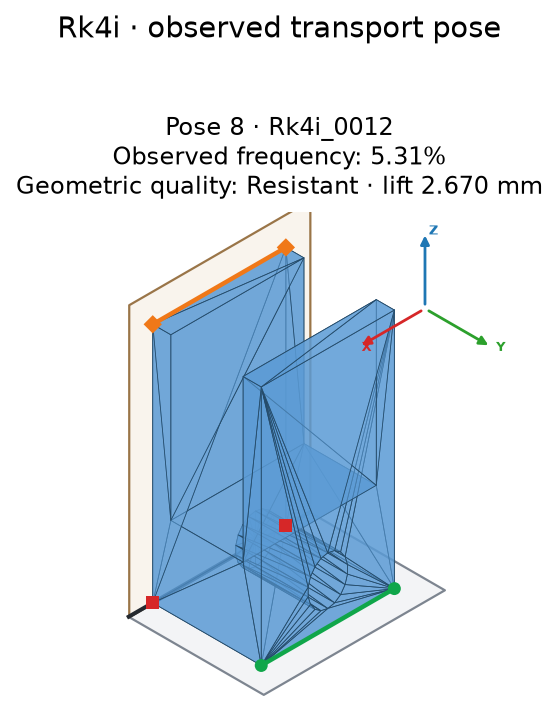 Rk4i · observed transport pose
Pose 8 · Rk4i_0012
Observed frequency: 5.31%
Geometric quality: Resistant · lift 2.670 mm
Z
X
Y